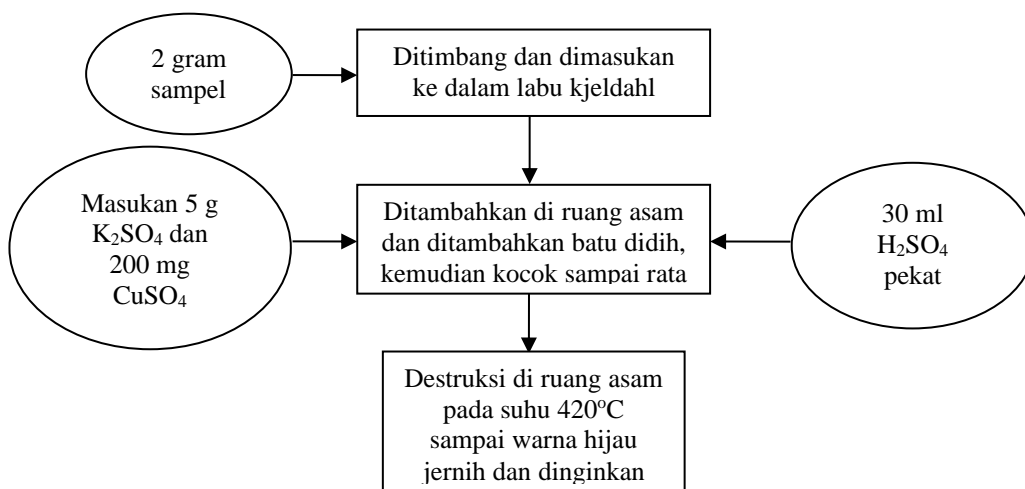 2 gram
sampel
Ditimbang dan dimasukan
ke dalam labu kjeldahl
Masukan 5 g
K₂SO₄ dan
200 mg
CuSO₄
Ditambahkan di ruang asam
dan ditambahkan batu didih,
kemudian kocok sampai rata
30 ml
H₂SO₄
pekat
Destruksi di ruang asam
pada suhu 420°C
sampai warna hijau
jernih dan dinginkan